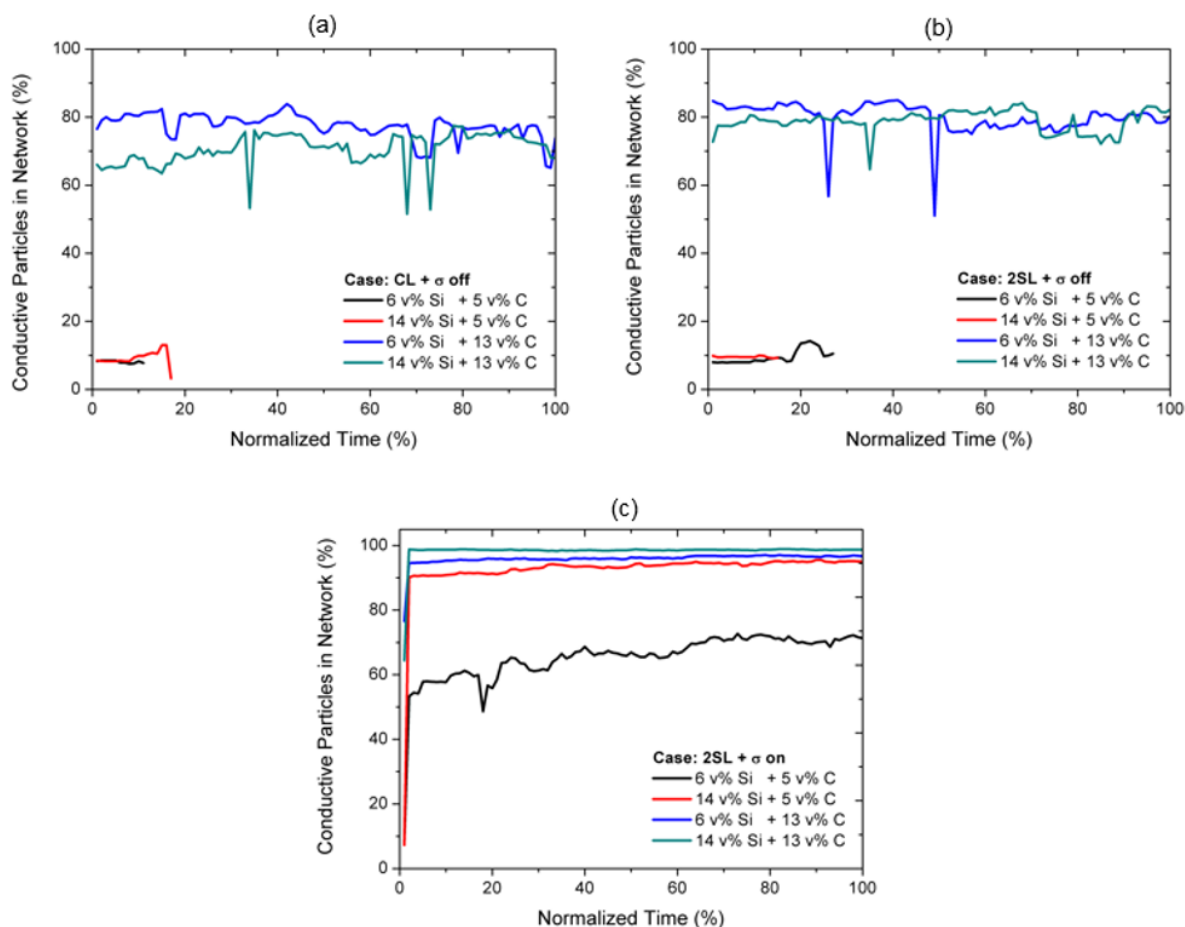 (a)
100
80
60
40
20
0
Conductive Particles in Network (%)
Case: CL + σ off
6 v% Si + 5 v% C
14 v% Si + 5 v% C
6 v% Si + 13 v% C
14 v% Si + 13 v% C
0 20 40 60 80 100
Normalized Time (%)
(b)
100
80
60
40
20
0
Conductive Particles in Network (%)
Case: 2SL + σ off
6 v% Si + 5 v% C
14 v% Si + 5 v% C
6 v% Si + 13 v% C
14 v% Si + 13 v% C
0 20 40 60 80 100
Normalized Time (%)
(c)
100
80
60
40
20
0
Conductive Particles in Network (%)
Case: 2SL + σ on
6 v% Si + 5 v% C
14 v% Si + 5 v% C
6 v% Si + 13 v% C
14 v% Si + 13 v% C
0 20 40 60 80 100
Normalized Time (%)